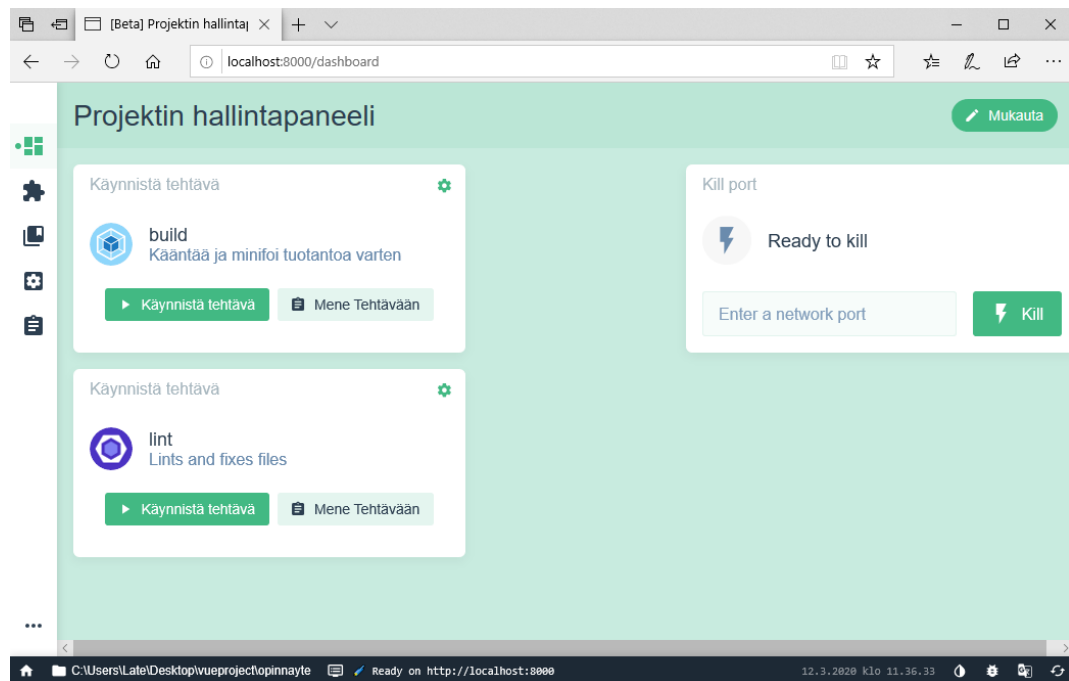 [Beta] Projektin hallintap
localhost:8000/dashboard
Projektin hallintapaneeli
Mukauta
Käynnistä tehtävä
build
Kääntää ja minifoi tuotantoa varten
Käynnistä tehtävä
Mene Tehtävään
Kill port
Ready to kill
Enter a network port
Kill
Käynnistä tehtävä
lint
Lints and fixes files
Käynnistä tehtävä
Mene Tehtävään
C:\Users\Late\Desktop\vueproject\opinnayte
Ready on http://localhost:8000
12.3.2020 klo 11.36.33